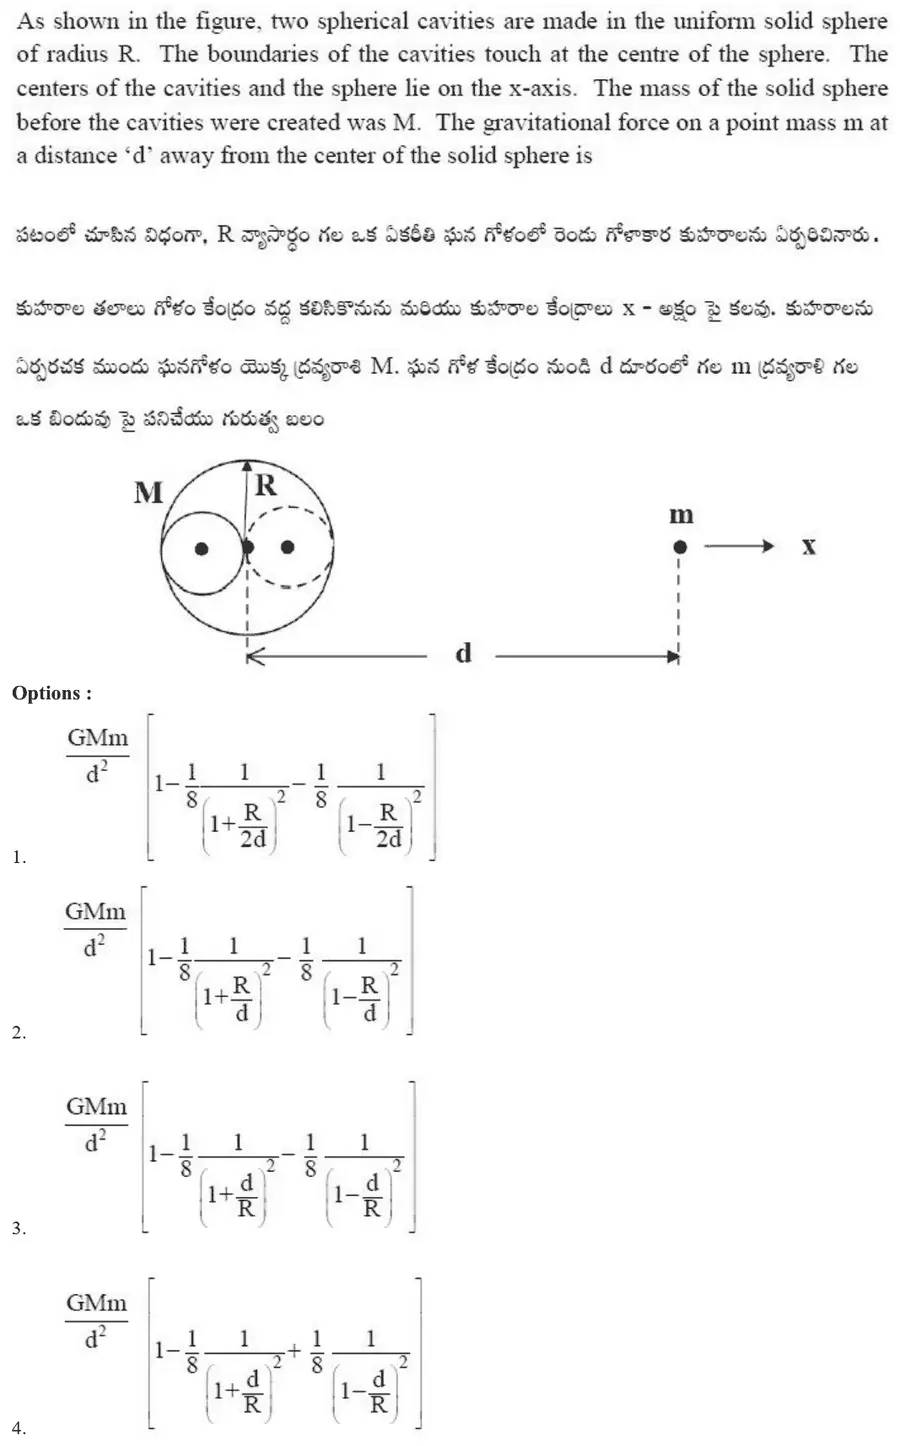 As shown in the figure, two spherical cavities are made in the uniform solid sphere
of radius R. The boundaries of the cavities touch at the centre of the sphere. The
centers of the cavities and the sphere lie on the x-axis. The mass of the solid sphere
before the cavities were created was M. The gravitational force on a point mass m at
a distance ‘d’ away from the center of the solid sphere is
పటంలో చూపిన విధంగా, R వ్యాసార్ధం గల ఒక ఏకరీతి ఘన గోళంలో రెండు గోళాకార కుహరాలను ఏర్పరిచినారు.
కుహరాల తలాలు గోళం కేంద్రం వద్ద కలిసికొనును మరియు కుహరాల కేంద్రాలు x - అక్షం పై కలవు. కుహరాలను
ఏర్పరచక ముందు ఘనగోళం యొక్క ద్రవ్యరాశి M. ఘన గోళ కేంద్రం నుండి d దూరంలో గల m ద్రవ్యరాళి గల
ఒక బిందువు పై పనిచేయు గురుత్వ బలం
M R
m
x
d
Options :
1. GMm/d² [1 − 1/8 1/(1+R/2d)² − 1/8 1/(1−R/2d)²]
2. GMm/d² [1 − 1/8 1/(1+R/d)² − 1/8 1/(1−R/d)²]
3. GMm/d² [1 − 1/8 1/(1+d/R)² − 1/8 1/(1−d/R)²]
4. GMm/d² [1 − 1/8 1/(1+d/R)² + 1/8 1/(1−d/R)²]